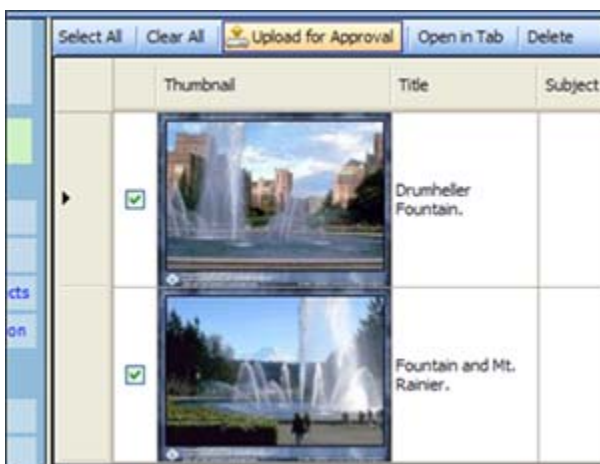 Select All Clear All Upload for Approval Open in Tab Delete
Thumbnail Title Subject
Drumheller
Fountain.
cts
on
Fountain and Mt.
Rainier.